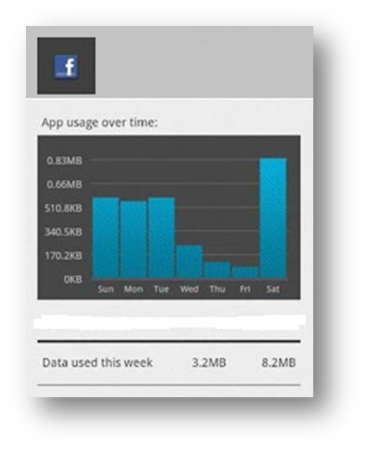 f
App usage over time:
0.83MB
0.66MB
510.8KB
340.5KB
170.2KB
0KB
Sun Mon Tue Wed Thu Fri Sat
Data used this week 3.2MB 8.2MB